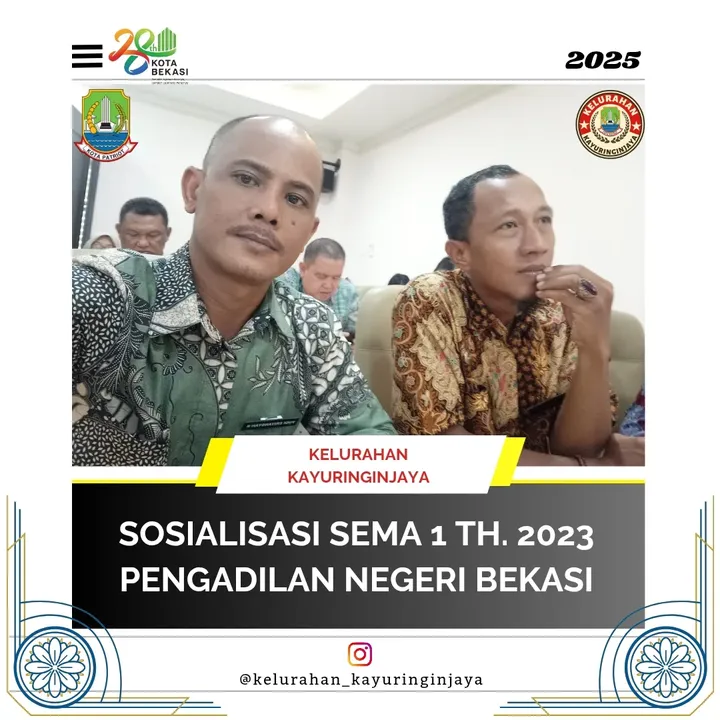 28th
KOTA
BEKASI
2025
KOTA PATRIOT
KELURAHAN
KAYURINGINJAYA
KELURAHAN
KAYURINGINJAYA
SOSIALISASI SEMA 1 TH. 2023
PENGADILAN NEGERI BEKASI
@kelurahan_kayuringinjaya